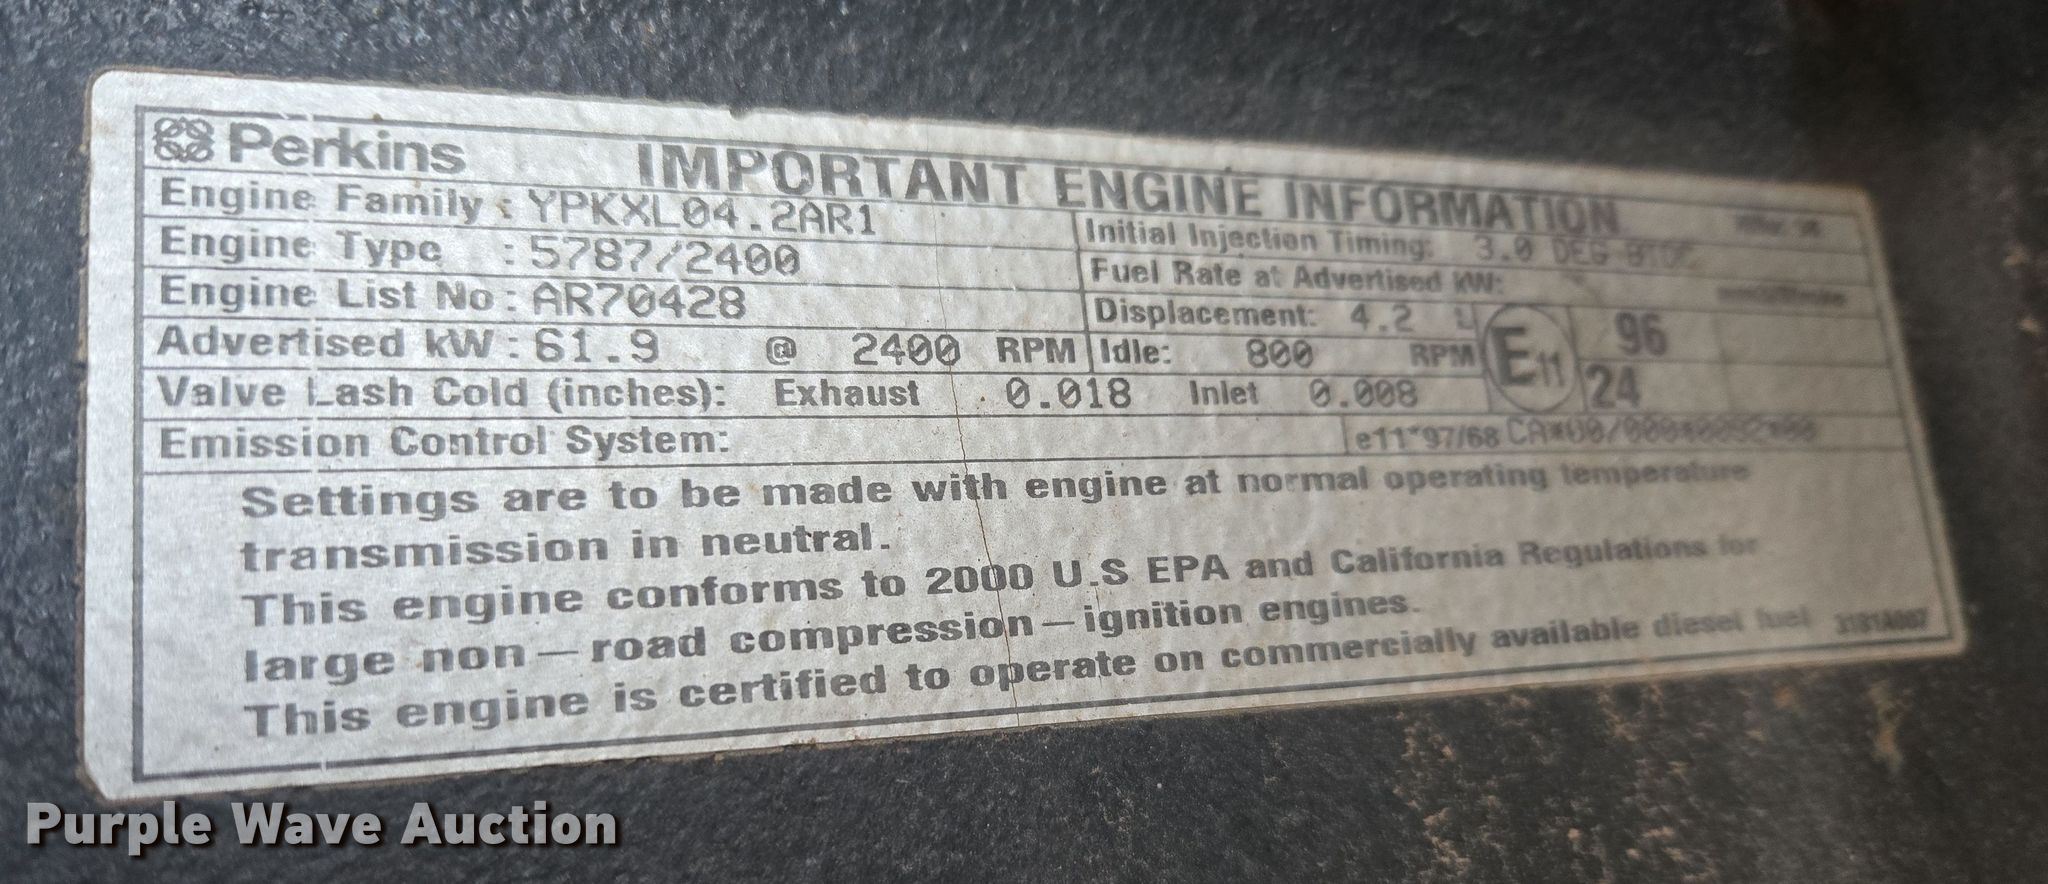 Perkins IMPORTANT ENGINE INFORMATION
Engine Family : YPKXL04.2AR1
Initial Injection Timing: 3.0 DEG BTDC
Engine Type : 5787/2400
Fuel Rate at Advertised kW:
Engine List No : AR70428
Displacement: 4.2 L
Advertised kW : 61.9 @ 2400 RPM
Idle: 800 RPM
E11
96
24
Valve Lash Cold (inches): Exhaust 0.018 Inlet 0.008
Emission Control System:
e11*97/68
Settings are to be made with engine at normal operating temperature
transmission in neutral.
This engine conforms to 2000 U.S EPA and California Regulations for
large non — road compression — ignition engines.
This engine is certified to operate on commercially available diesel fuel
Purple Wave Auction